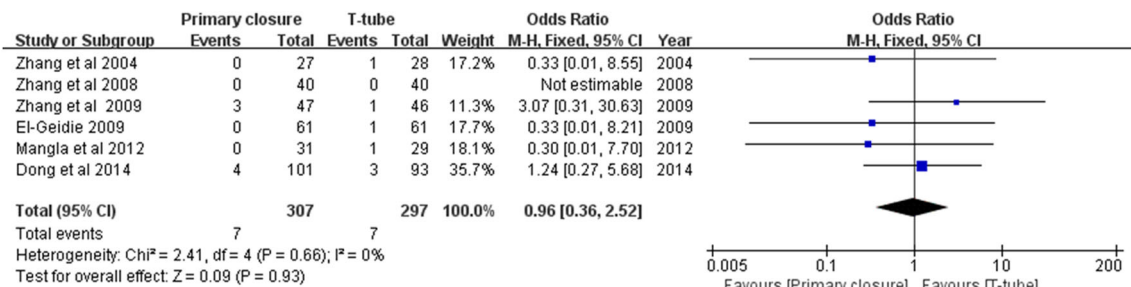 Primary closure T-tube Odds Ratio Odds Ratio
Study or Subgroup Events Total Events Total Weight M-H, Fixed, 95% CI Year M-H, Fixed, 95% CI
Zhang et al 2004 0 27 1 28 17.2% 0.33 [0.01, 8.55] 2004
Zhang et al 2008 0 40 0 40 Not estimable 2008
Zhang et al 2009 3 47 1 46 11.3% 3.07 [0.31, 30.63] 2009
El-Geidie 2009 0 61 1 61 17.7% 0.33 [0.01, 8.21] 2009
Mangla et al 2012 0 31 1 29 18.1% 0.30 [0.01, 7.70] 2012
Dong et al 2014 4 101 3 93 35.7% 1.24 [0.27, 5.68] 2014
Total (95% CI) 307 297 100.0% 0.96 [0.36, 2.52]
Total events 7 7
Heterogeneity: Chi² = 2.41, df = 4 (P = 0.66); I² = 0%
Test for overall effect: Z = 0.09 (P = 0.93)
0.005 0.1 1 10 200
Favours [Primary closure] Favours [T-tube]